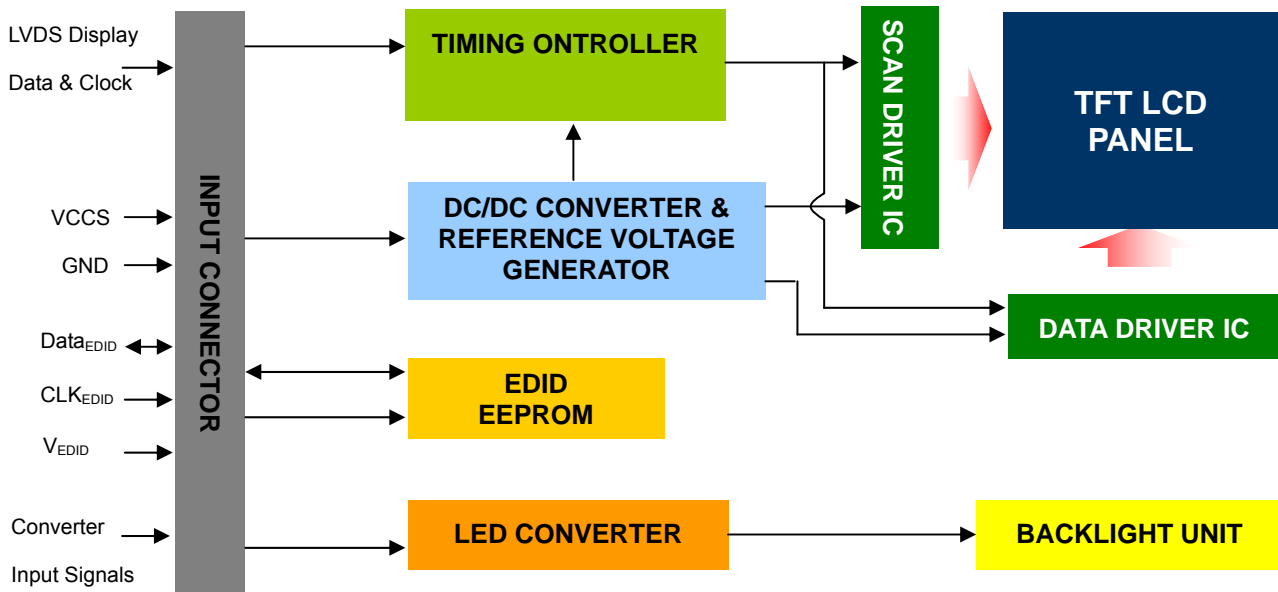 LVDS Display
Data & Clock
VCCS
GND
DataEDID
CLKEDID
VEDID
Converter
Input Signals
INPUT CONNECTOR
TIMING ONTROLLER
DC/DC CONVERTER &
REFERENCE VOLTAGE
GENERATOR
EDID
EEPROM
LED CONVERTER
SCAN DRIVER IC
TFT LCD
PANEL
DATA DRIVER IC
BACKLIGHT UNIT